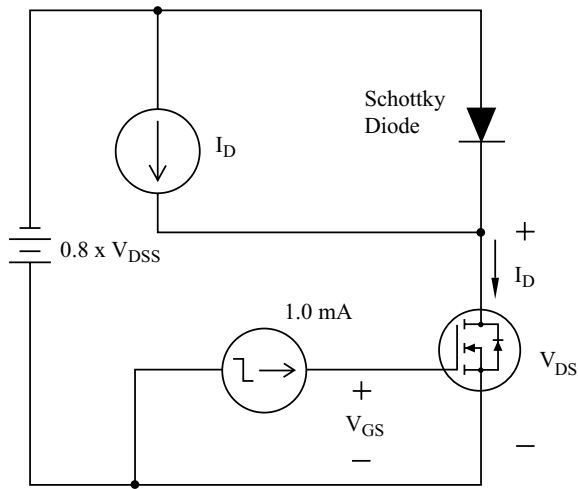 Schottky
Diode
I_D
+
0.8 x V_DSS
I_D
1.0 mA
V_DS
+
V_GS
−
−